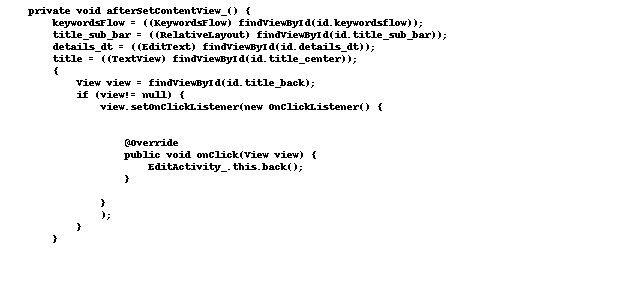 private void afterSetContentView_() {
keywordsFlow = ((KeywordsFlow) findViewById(id.keywordsflow));
title_sub_bar = ((RelativeLayout) findViewById(id.title_sub_bar));
details_dt = ((EditText) findViewById(id.details_dt));
title = ((TextView) findViewById(id.title_center));
{
View view = findViewById(id.title_back);
if (view!= null) {
view.setOnClickListener(new OnClickListener() {
@Override
public void onClick(View view) {
EditActivity_.this.back();
}
}
);
}
}